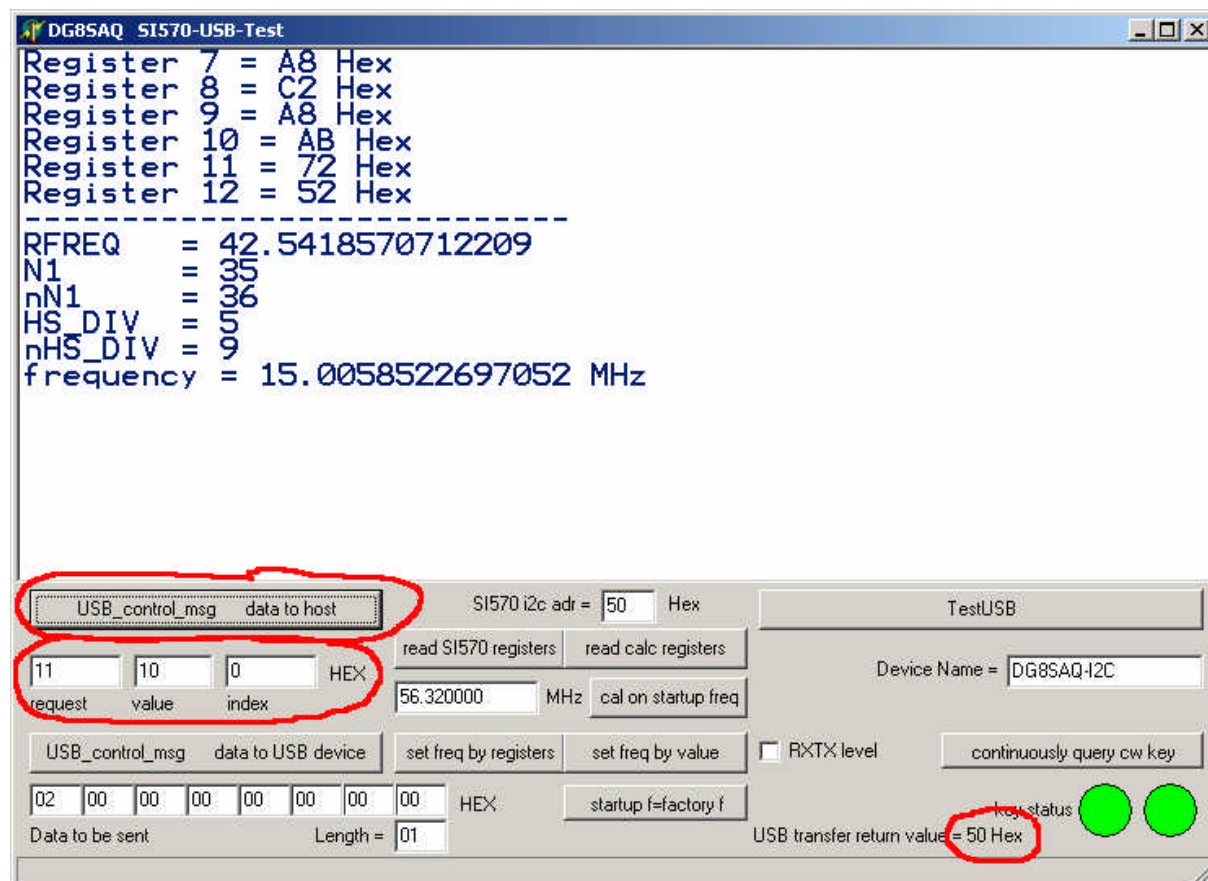 DG8SAQ SI570-USB-Test
Register 7 = A8 Hex
Register 8 = C2 Hex
Register 9 = A8 Hex
Register 10 = AB Hex
Register 11 = 72 Hex
Register 12 = 52 Hex
----------------------------
RFREQ = 42.5418570712209
N1 = 35
nN1 = 36
HS_DIV = 5
nHS_DIV = 9
frequency = 15.0058522697052 MHz
USB_control_msg data to host
SI570 i2c adr = 50 Hex
TestUSB
read SI570 registers
read calc registers
11 10 0 HEX
request value index
Device Name = DG8SAQ-I2C
56.320000 MHz
cal on startup freq
USB_control_msg data to USB device
set freq by registers
set freq by value
RXTX level
continuously query cw key
02 00 00 00 00 00 00 00 HEX
startup f=factory f
key status
Data to be sent
Length = 01
USB transfer return value = 50 Hex